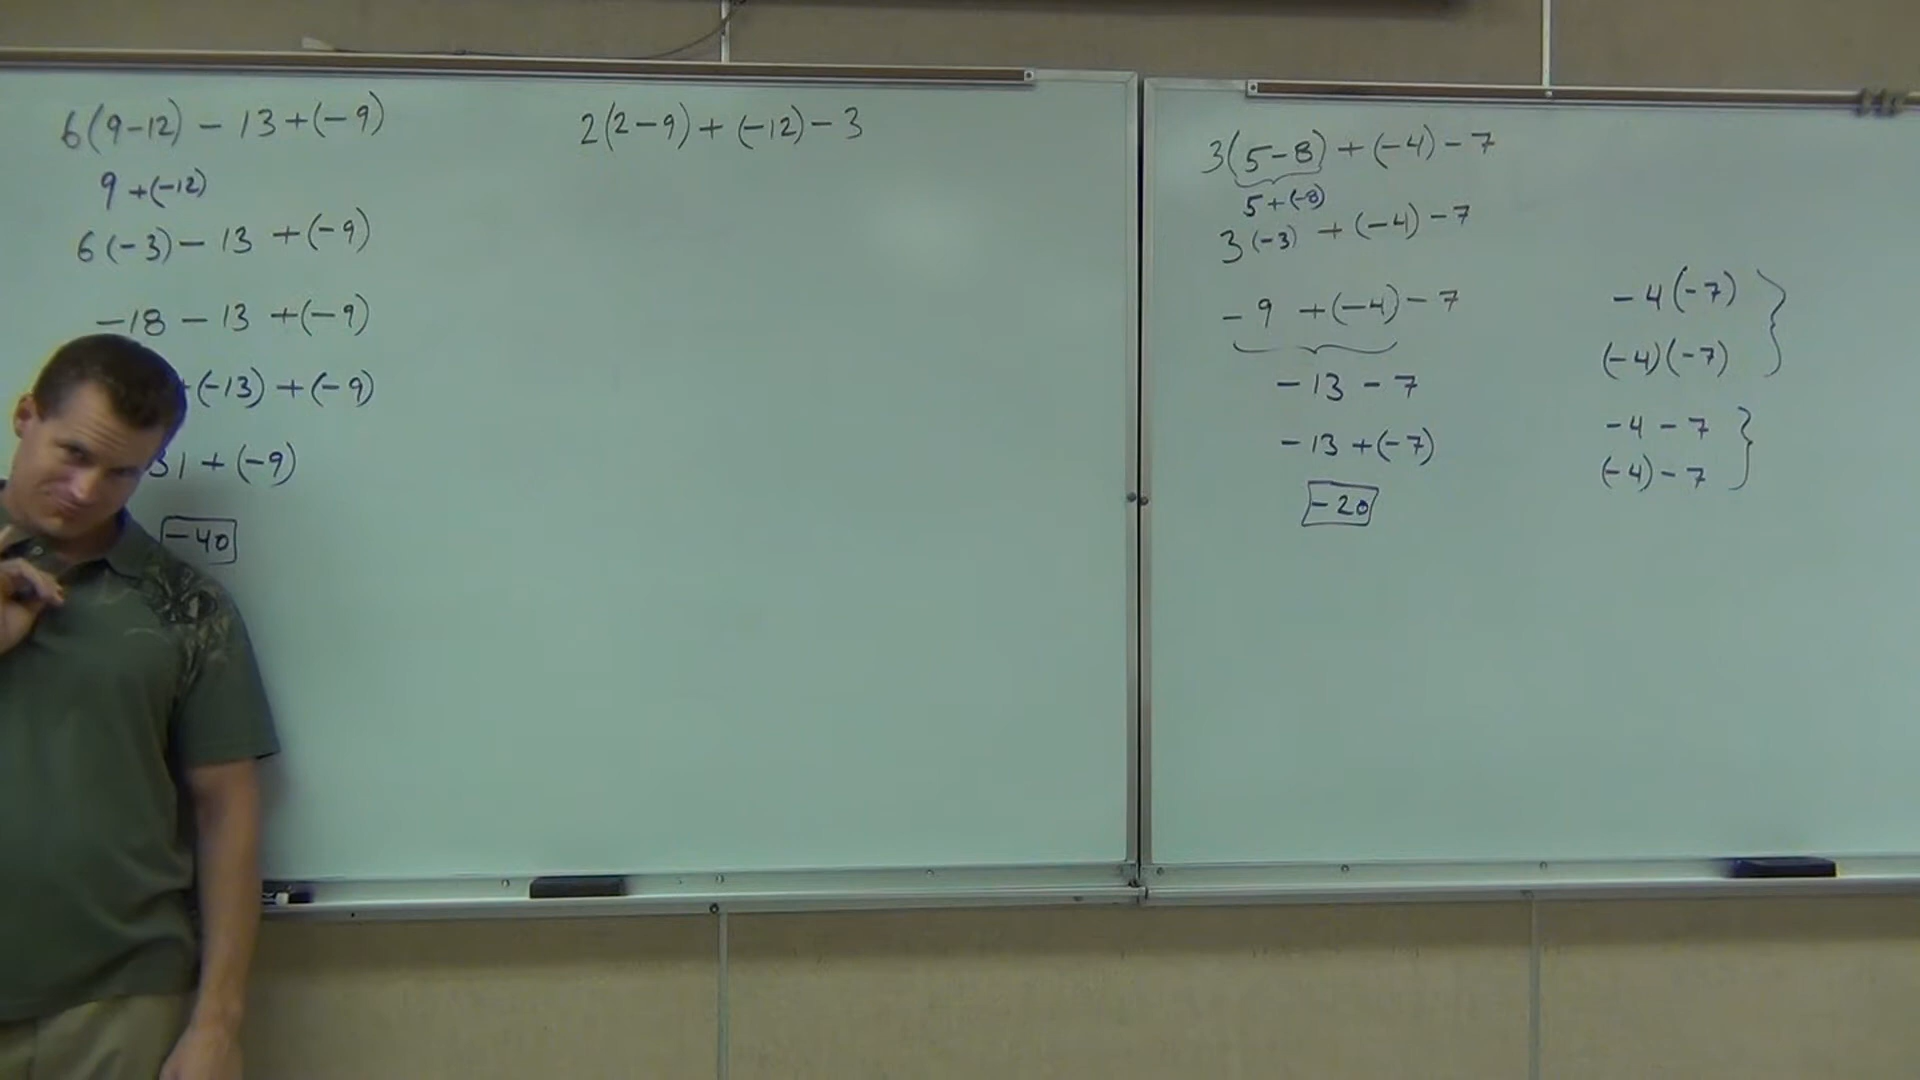 6(9-12) - 13 + (-9)
9 + (-12)
6(-3) - 13 + (-9)
-18 - 13 + (-9)
+ (-13) + (-9)
31 + (-9)
-40
2(2-9) + (-12) - 3
3(5-8) + (-4) - 7
5 + (-8)
3(-3) + (-4) - 7
-9 + (-4) - 7
-13 - 7
-13 + (-7)
-20
-4(-7)
(-4)(-7)
-4 - 7
(-4) - 7